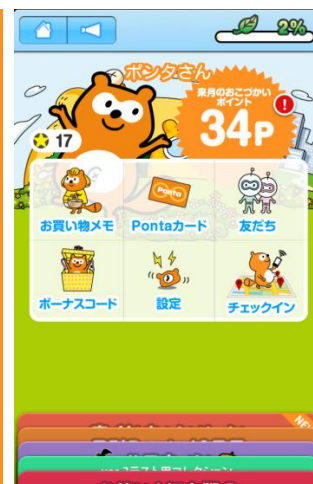 2%
ポンタさん
来月のおこづかい
ポイント
34P
17
Ponta
お買い物メモ
Pontaカード
友だち
ボーナスコード
設定
チェックイン
NEW